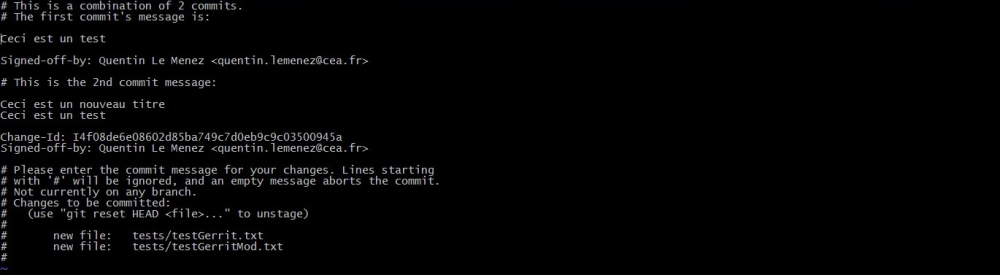 # This is a combination of 2 commits.
# The first commit's message is:
Ceci est un test
Signed-off-by: Quentin Le Menez <quentin.lemenez@cea.fr>
# This is the 2nd commit message:
Ceci est un nouveau titre
Ceci est un test
Change-Id: I4f08de6e08602d85ba749c7d0eb9c9c03500945a
Signed-off-by: Quentin Le Menez <quentin.lemenez@cea.fr>
# Please enter the commit message for your changes. Lines starting
# with '#' will be ignored, and an empty message aborts the commit.
# Not currently on any branch.
# Changes to be committed:
#   (use "git reset HEAD <file>..." to unstage)
#
#       new file:   tests/testGerrit.txt
#       new file:   tests/testGerritMod.txt
#
~